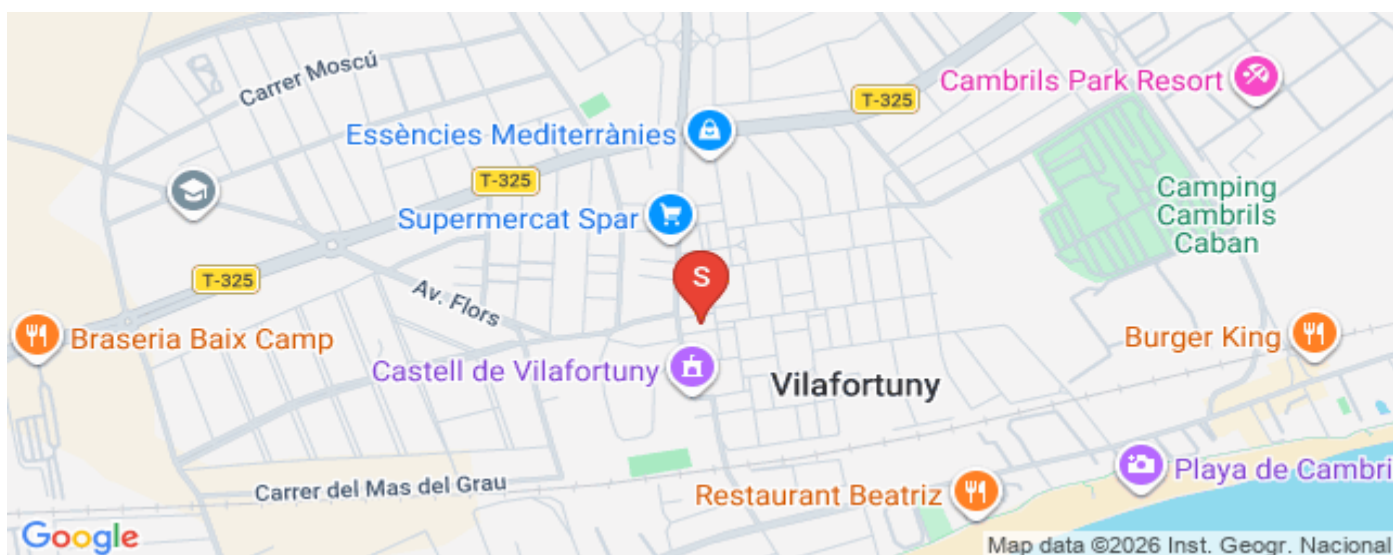 Carrer Moscú
Cambrils Park Resort
T-325
Essències Mediterrànies
T-325
Camping
Cambrils
Caban
Supermercat Spar
S
T-325
Av. Flors
Braseria Baix Camp
Burger King
Castell de Vilafortuny
Vilafortuny
Playa de Cambri
Carrer del Mas del Grau
Restaurant Beatriz
Google
Map data ©2026 Inst. Geogr. Nacional